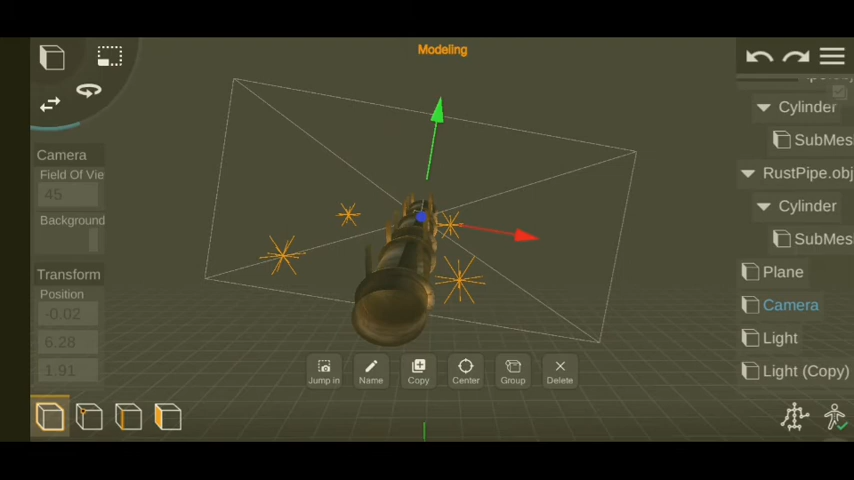 Modeling
Camera
Field Of Vie
45
Background
Transform
Position
-0.02
6.28
1.91
Cylinder
SubMes
RustPipe.obj
Cylinder
SubMes
Plane
Camera
Light
Light (Copy)
Jump in
Name
Copy
Center
Group
Delete